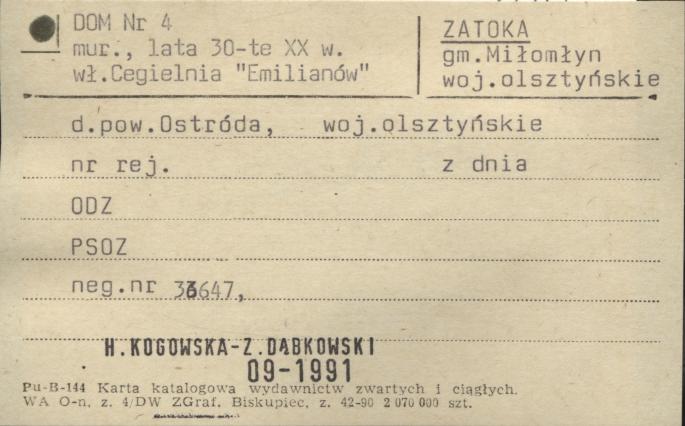 DOM Nr 4
mur., lata 30-te XX w.
wł.Cegielnia "Emilianów"
ZATOKA
gm.Miłomłyn
woj.olsztyńskie
d.pow.Ostróda, woj.olsztyńskie
nr rej. z dnia
ODZ
PSOZ
neg.nr 33647,
H.KOGOWSKA-Z.DĄBKOWSKI
09-1991
Pu-B-144 Karta katalogowa wydawnictw zwartych i ciągłych.
WA O-n, z. 4/DW ZGraf. Biskupiec, z. 42-90 2 070 000 szt.